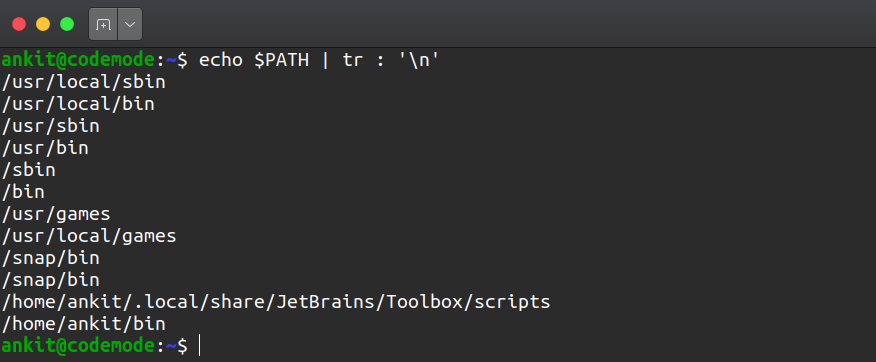 ankit@codemode:~$ echo $PATH | tr : '\n'
/usr/local/sbin
/usr/local/bin
/usr/sbin
/usr/bin
/sbin
/bin
/usr/games
/usr/local/games
/snap/bin
/snap/bin
/home/ankit/.local/share/JetBrains/Toolbox/scripts
/home/ankit/bin
ankit@codemode:~$